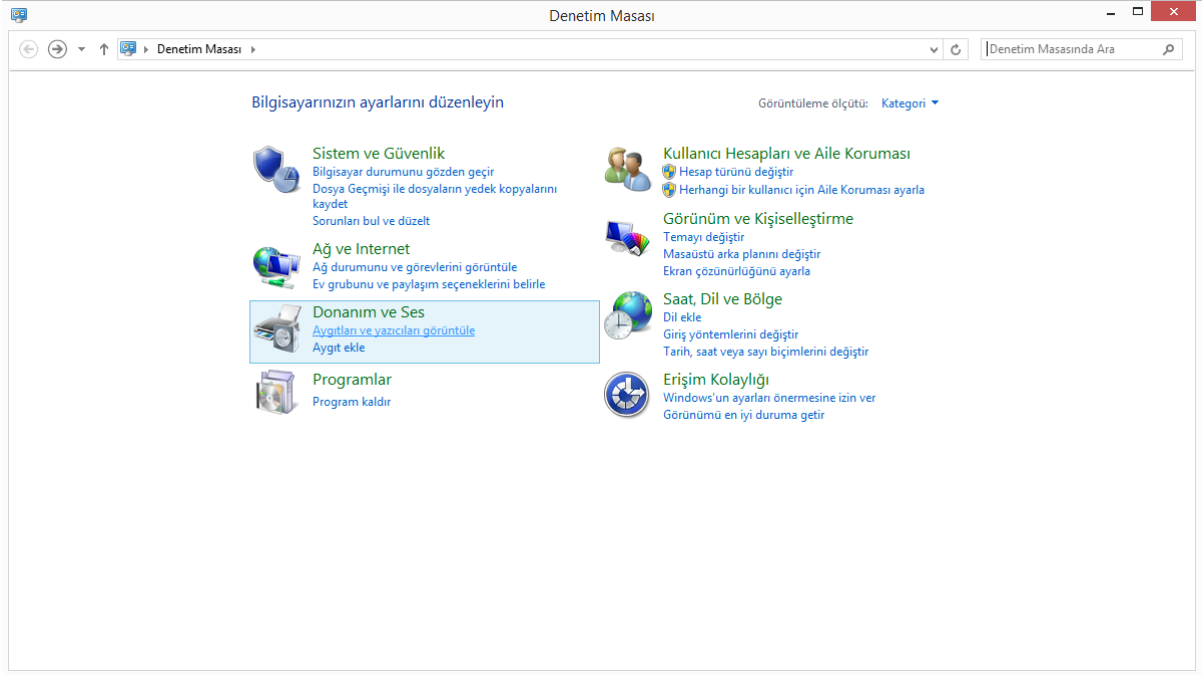 Denetim Masası
Denetim Masası
Denetim Masasında Ara
Bilgisayarınızın ayarlarını düzenleyin
Görüntüleme ölçütü: Kategori
Sistem ve Güvenlik
Bilgisayar durumunu gözden geçir
Dosya Geçmişi ile dosyaların yedek kopyalarını
kaydet
Sorunları bul ve düzelt
Ağ ve Internet
Ağ durumunu ve görevlerini görüntüle
Ev grubunu ve paylaşım seçeneklerini belirle
Donanım ve Ses
Aygıtları ve yazıcıları görüntüle
Aygıt ekle
Programlar
Program kaldır
Kullanıcı Hesapları ve Aile Koruması
Hesap türünü değiştir
Herhangi bir kullanıcı için Aile Koruması ayarla
Görünüm ve Kişiselleştirme
Temayı değiştir
Masaüstü arka planını değiştir
Ekran çözünürlüğünü ayarla
Saat, Dil ve Bölge
Dil ekle
Giriş yöntemlerini değiştir
Tarih, saat veya sayı biçimlerini değiştir
Erişim Kolaylığı
Windows'un ayarları önermesine izin ver
Görünümü en iyi duruma getir